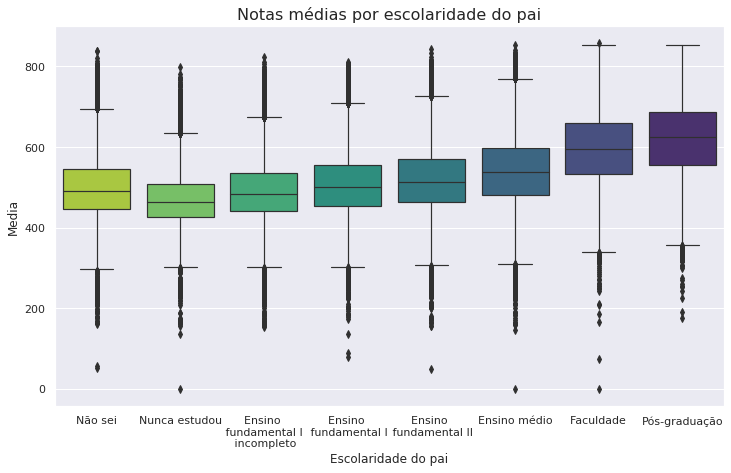 Notas médias por escolaridade do pai
Media
800
600
400
200
0
Não sei
Nunca estudou
Ensino
fundamental I
incompleto
Ensino
fundamental I
Ensino
fundamental II
Ensino médio
Faculdade
Pós-graduação
Escolaridade do pai